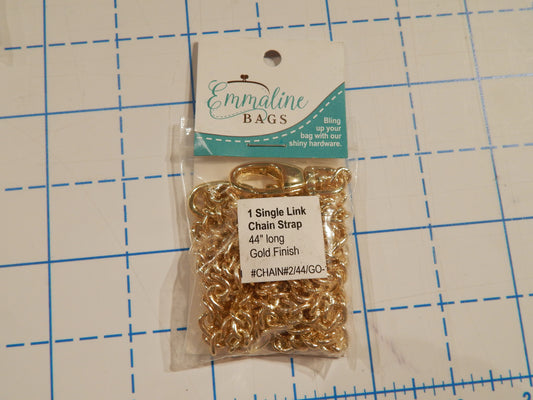 Emmaline
BAGS
Bling
up your
bag with our
shiny hardware.
1 Single Link
Chain Strap
44" long
Gold Finish
#CHAIN#2/44/GO-